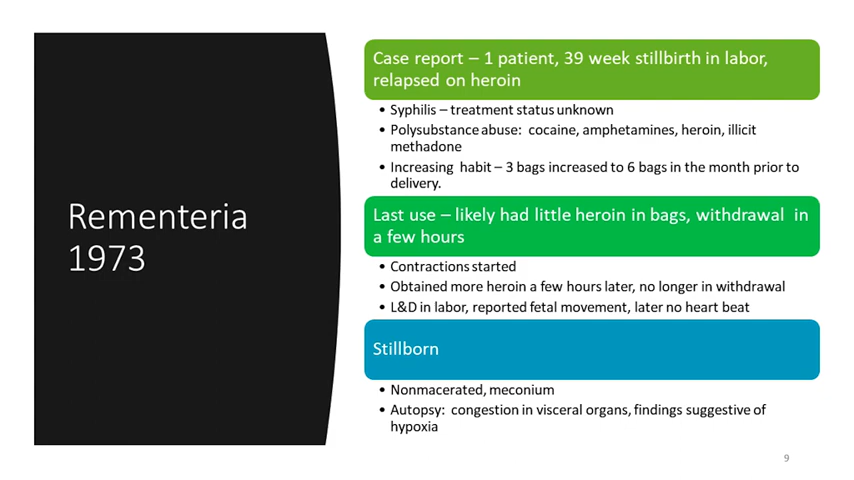 Rementeria
1973
Case report – 1 patient, 39 week stillbirth in labor,
relapsed on heroin
• Syphilis – treatment status unknown
• Polysubstance abuse: cocaine, amphetamines, heroin, illicit
methadone
• Increasing habit – 3 bags increased to 6 bags in the month prior to
delivery.
Last use – likely had little heroin in bags, withdrawal in
a few hours
• Contractions started
• Obtained more heroin a few hours later, no longer in withdrawal
• L&D in labor, reported fetal movement, later no heart beat
Stillborn
• Nonmacerated, meconium
• Autopsy: congestion in visceral organs, findings suggestive of
hypoxia
9